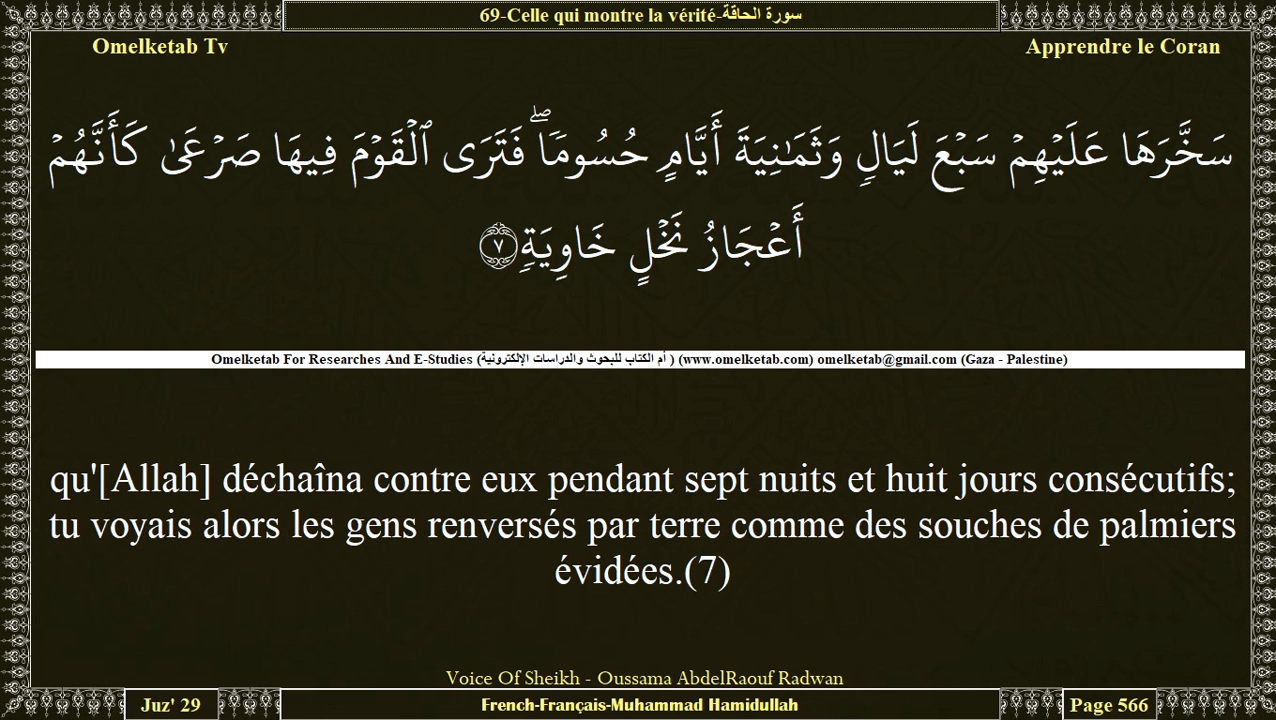 69-Celle qui montre la vérité-سورة الحاقة
Omelketab Tv
Apprendre le Coran
سَخَّرَهَا عَلَيْهِمْ سَبْعَ لَيَالٍ وَثَمَـٰنِيَةَ أَيَّامٍ حُسُومًا ۖ فَتَرَى ٱلْقَوْمَ فِيهَا صَرْعَىٰ كَأَنَّهُمْ
أَعْجَازُ نَخْلٍ خَاوِيَةٍ ٧
Omelketab For Researches And E-Studies (أم الكتاب للبحوث والدراسات الإلكترونية ) (www.omelketab.com) omelketab@gmail.com (Gaza - Palestine)
qu'[Allah] déchaîna contre eux pendant sept nuits et huit jours consécutifs;
tu voyais alors les gens renversés par terre comme des souches de palmiers
évidées.(7)
Voice Of Sheikh - Oussama AbdelRaouf Radwan
Juz' 29
French-Français-Muhammad Hamidullah
Page 566